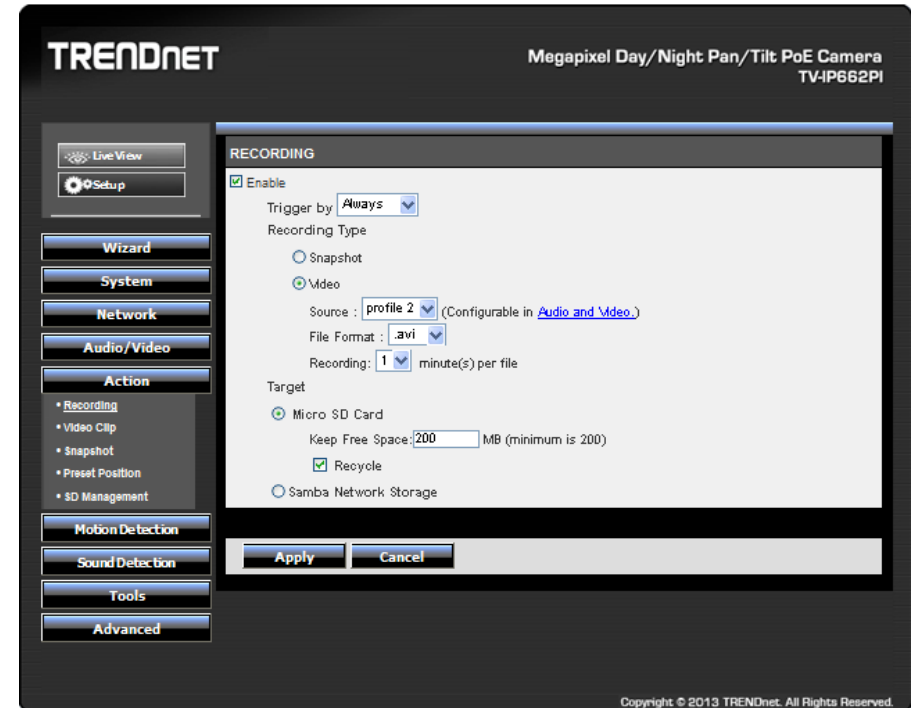 TRENDnet
Megapixel Day/Night Pan/Tilt PoE Camera
TV-IP662PI
Live View
Setup
Wizard
System
Network
Audio/Video
Action
• Recording
• Video Clip
• Snapshot
• Preset Position
• SD Management
Motion Detection
Sound Detection
Tools
Advanced
RECORDING
Enable
Trigger by Always
Recording Type
Snapshot
Video
Source : profile 2 (Configurable in Audio and Video.)
File Format : .avi
Recording: 1 minute(s) per file
Target
Micro SD Card
Keep Free Space: 200 MB (minimum is 200)
Recycle
Samba Network Storage
Apply Cancel
Copyright © 2013 TRENDnet. All Rights Reserved.